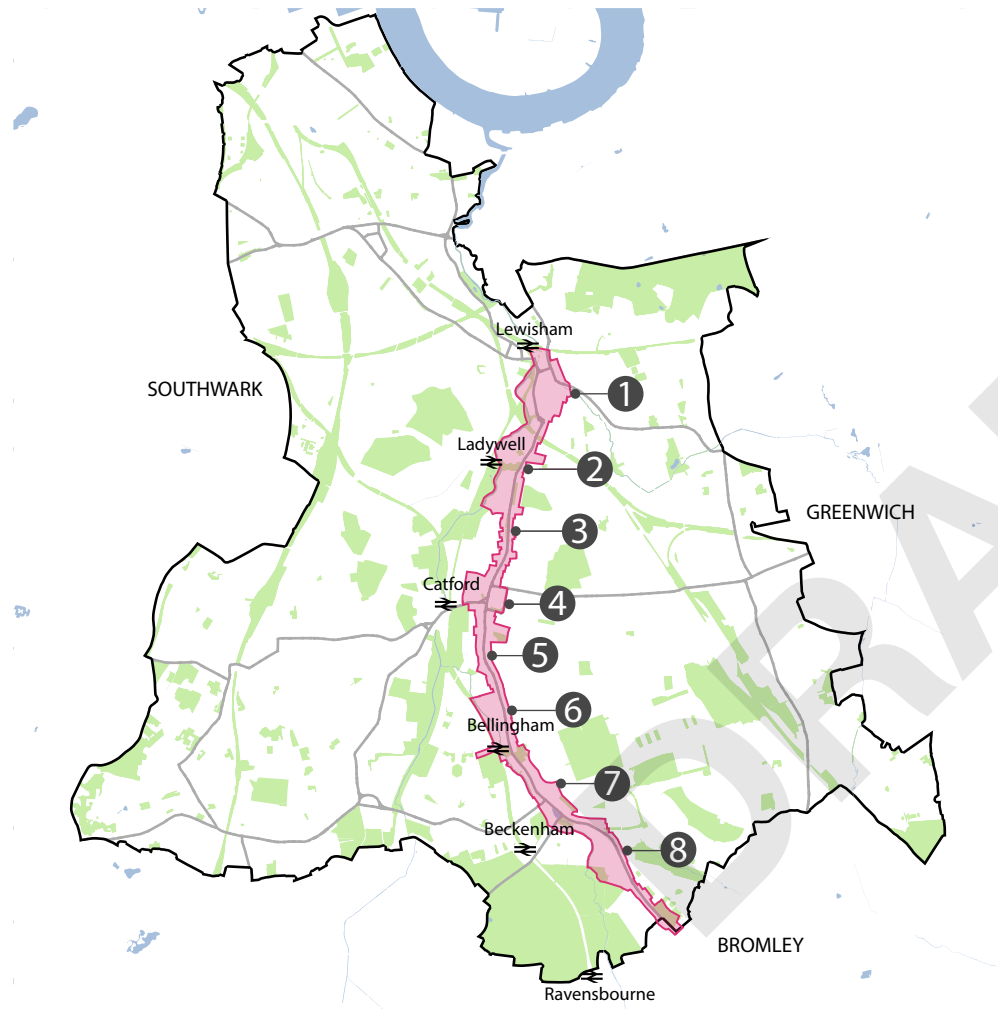 Lewisham
SOUTHWARK
1
Ladywell
2
GREENWICH
3
Catford
4
5
6
Bellingham
7
Beckenham
8
BROMLEY
Ravensbourne
DRA